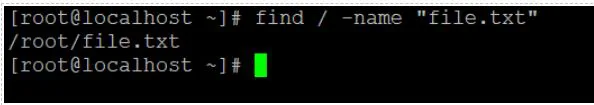 [root@localhost ~]# find / -name "file.txt"
/root/file.txt
[root@localhost ~]#